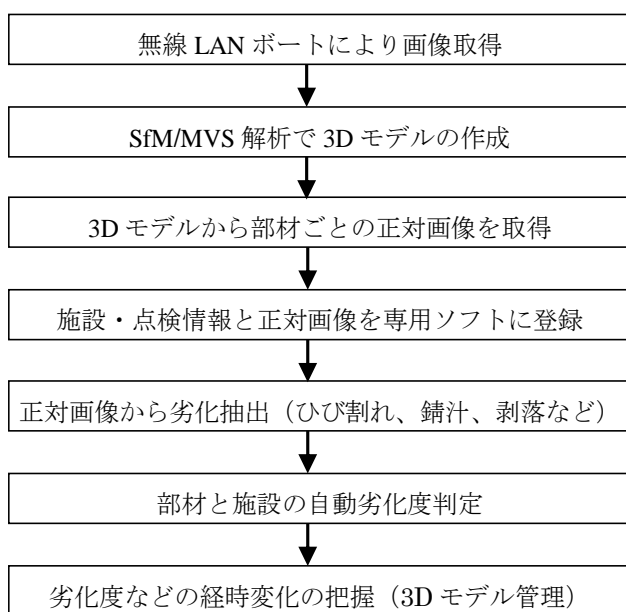 無線 LAN ボートにより画像取得
SfM/MVS 解析で 3D モデルの作成
3D モデルから部材ごとの正対画像を取得
施設・点検情報と正対画像を専用ソフトに登録
正対画像から劣化抽出（ひび割れ、錆汁、剥落など）
部材と施設の自動劣化度判定
劣化度などの経時変化の把握（3D モデル管理）